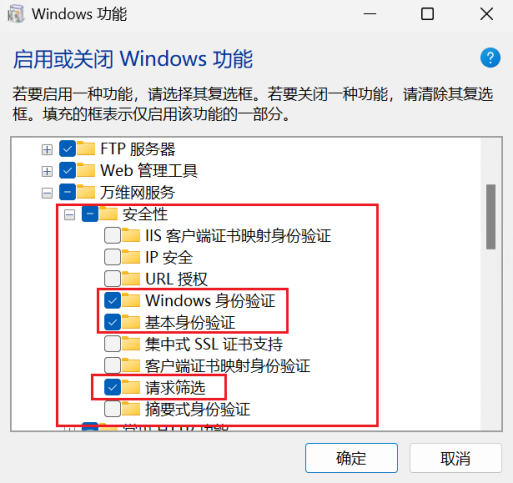 Windows 功能
启用或关闭 Windows 功能
若要启用一种功能，请选择其复选框。若要关闭一种功能，请清除其复选
框。填充的框表示仅启用该功能的一部分。
FTP 服务器
Web 管理工具
万维网服务
安全性
IIS 客户端证书映射身份验证
IP 安全
URL 授权
Windows 身份验证
基本身份验证
集中式 SSL 证书支持
客户端证书映射身份验证
请求筛选
摘要式身份验证
常见 HTTP 功能
确定
取消